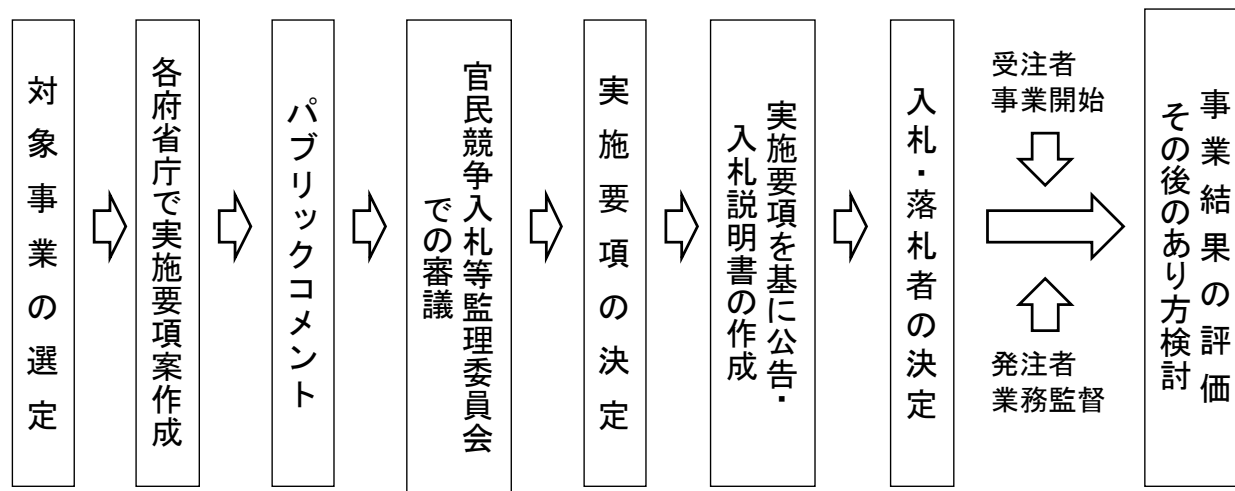 対象事業の選定
各府省庁で実施要項案作成
パブリックコメント
官民競争入札等監理委員会
での審議
実施要項の決定
実施要項を基に公告・
入札説明書の作成
入札・落札者の決定
受注者
事業開始
発注者
業務監督
事業結果の評価
その後のあり方検討